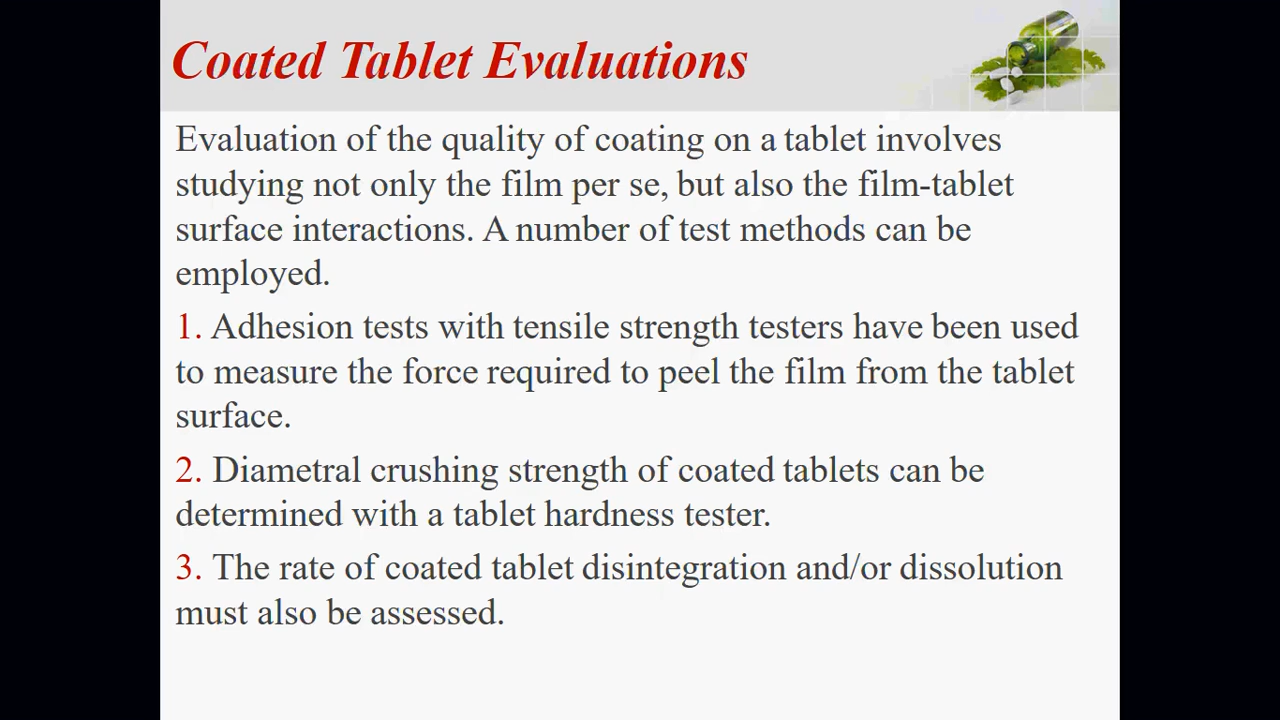 Coated Tablet Evaluations
Evaluation of the quality of coating on a tablet involves
studying not only the film per se, but also the film-tablet
surface interactions. A number of test methods can be
employed.
1. Adhesion tests with tensile strength testers have been used
to measure the force required to peel the film from the tablet
surface.
2. Diametral crushing strength of coated tablets can be
determined with a tablet hardness tester.
3. The rate of coated tablet disintegration and/or dissolution
must also be assessed.